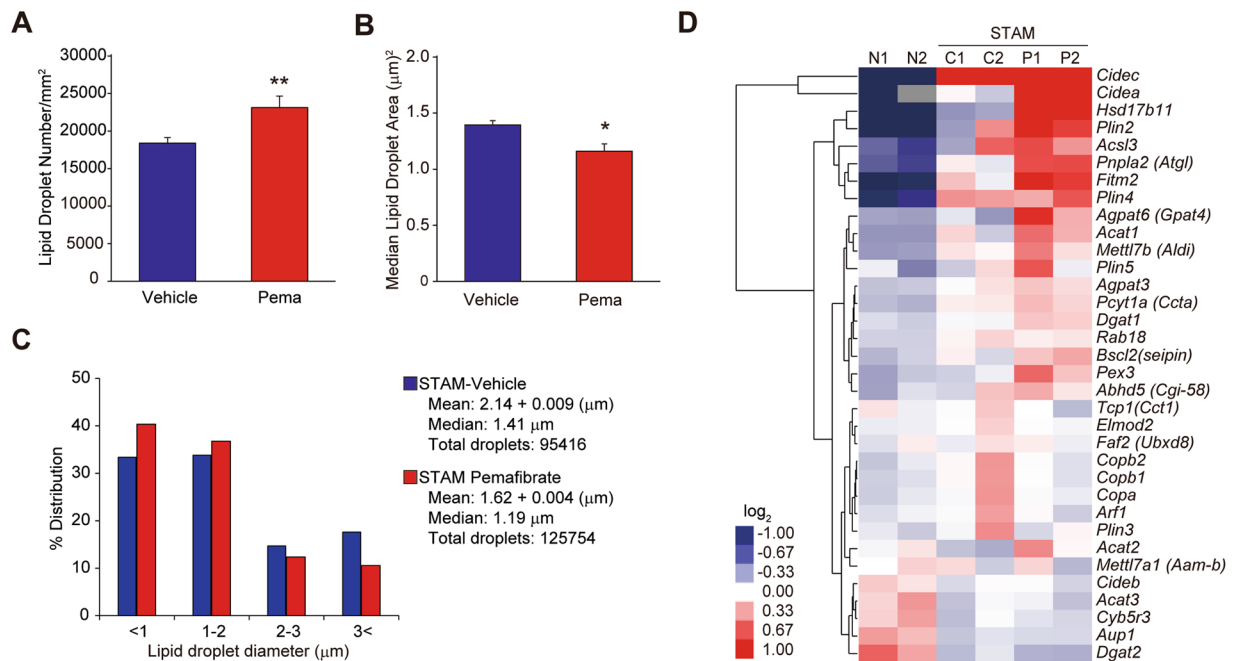 A
30000
25000
20000
15000
10000
5000
0
Lipid Droplet Number/mm²
**
Vehicle
Pema
B
2.0
1.5
1.0
0.5
0
Median Lipid Droplet Area (μm)²
*
Vehicle
Pema
C
50
40
30
20
10
0
% Distribution
<1
1-2
2-3
3<
Lipid droplet diameter (μm)
STAM-Vehicle
Mean: 2.14 + 0.009 (μm)
Median: 1.41 μm
Total droplets: 95416
STAM Pemafibrate
Mean: 1.62 + 0.004 (μm)
Median: 1.19 μm
Total droplets: 125754
D
STAM
N1 N2 C1 C2 P1 P2
Cidec
Cidea
Hsd17b11
Plin2
Acsl3
Pnpla2 (Atgl)
Fitm2
Plin4
Agpat6 (Gpat4)
Acat1
Mettl7b (Aldi)
Plin5
Agpat3
Pcyt1a (Ccta)
Dgat1
Rab18
Bscl2(seipin)
Pex3
Abhd5 (Cgi-58)
Tcp1(Cct1)
Elmod2
Faf2 (Ubxd8)
Copb2
Copb1
Copa
Arf1
Plin3
Acat2
Mettl7a1 (Aam-b)
Cideb
Acat3
Cyb5r3
Aup1
Dgat2
log₂
-1.00
-0.67
-0.33
0.00
0.33
0.67
1.00